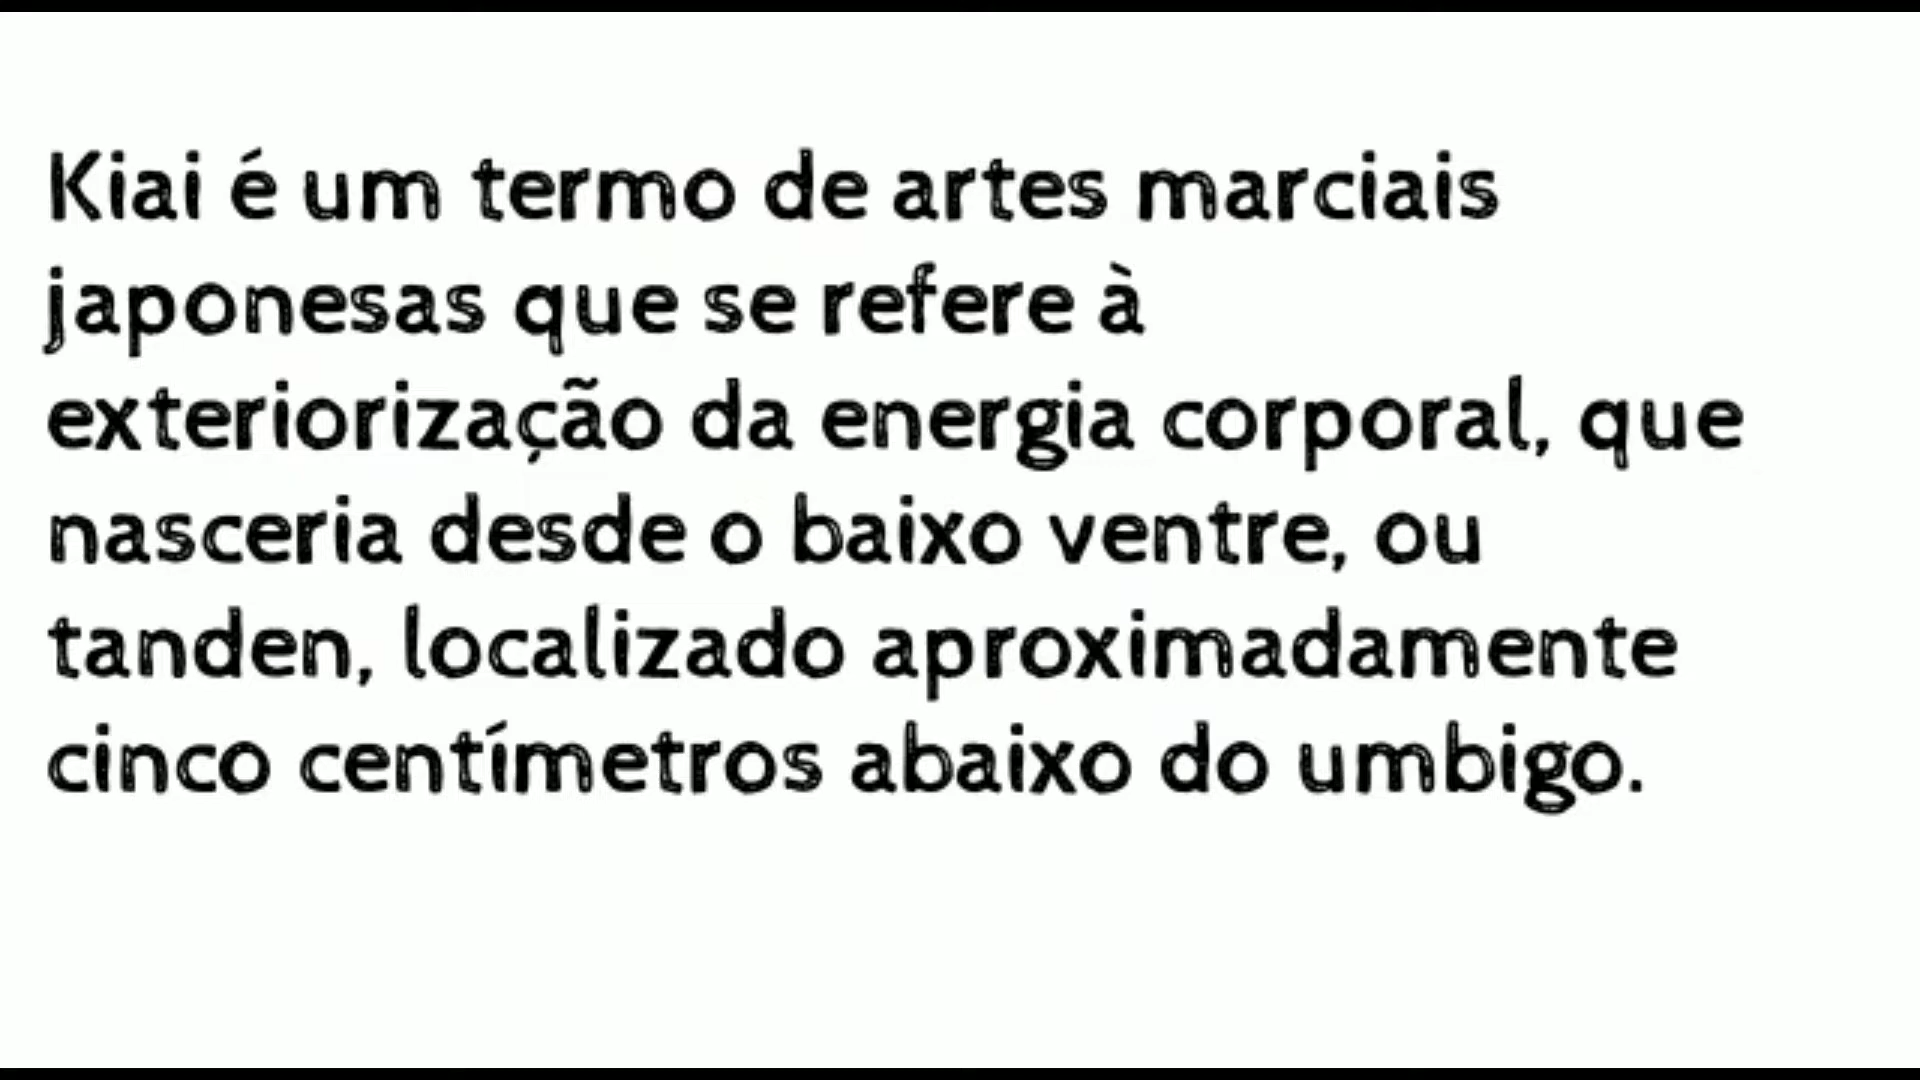 Kiai é um termo de artes marciais
japonesas que se refere à
exteriorização da energia corporal, que
nasceria desde o baixo ventre, ou
tanden, localizado aproximadamente
cinco centímetros abaixo do umbigo.